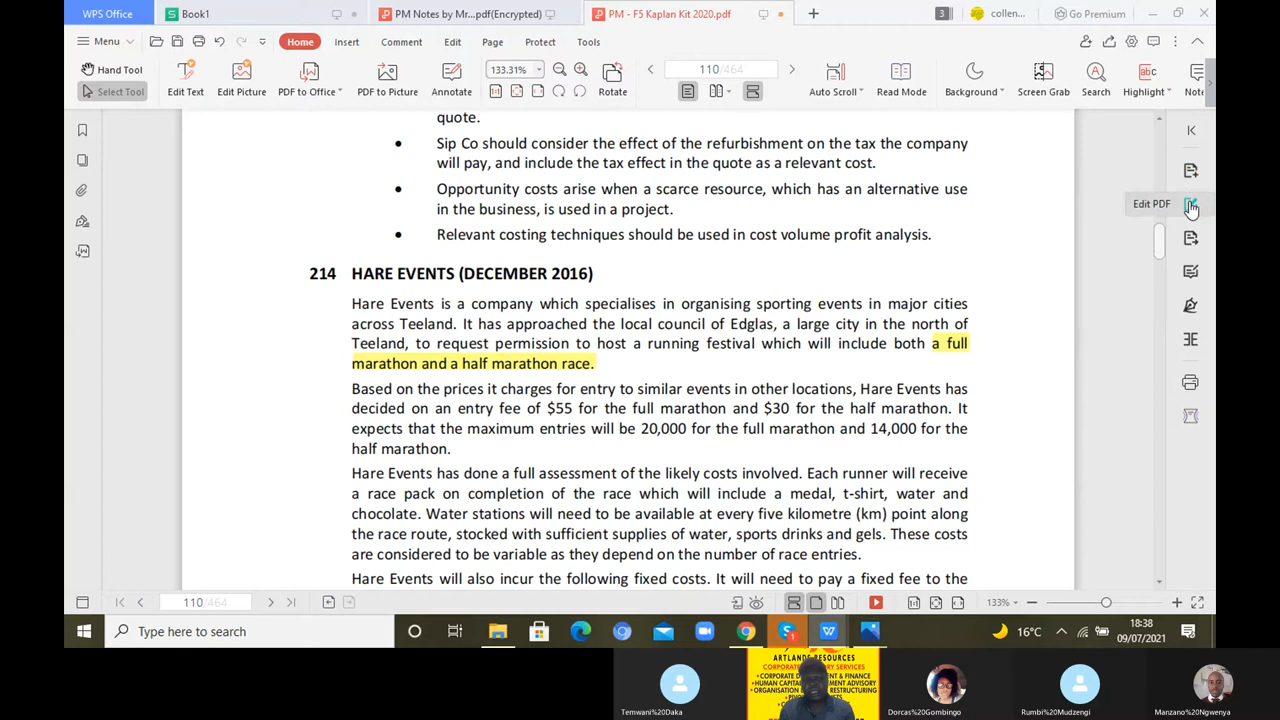 WPS Office
Book1
PM Notes by Mr...pdf(Encrypted)
PM - F5 Kaplan Kit 2020.pdf
3
collen...
Go Premium
Menu
Home
Insert
Comment
Edit
Page
Protect
Tools
Hand Tool
133.31%
110/464
Select Tool
Edit Text
Edit Picture
PDF to Office
PDF to Picture
Annotate
Rotate
Auto Scroll
Read Mode
Background
Screen Grab
Search
Highlight
Note
quote.
• Sip Co should consider the effect of the refurbishment on the tax the company
will pay, and include the tax effect in the quote as a relevant cost.
• Opportunity costs arise when a scarce resource, which has an alternative use
in the business, is used in a project.
• Relevant costing techniques should be used in cost volume profit analysis.
Edit PDF
214 HARE EVENTS (DECEMBER 2016)
Hare Events is a company which specialises in organising sporting events in major cities
across Teeland. It has approached the local council of Edglas, a large city in the north of
Teeland, to request permission to host a running festival which will include both a full
marathon and a half marathon race.
Based on the prices it charges for entry to similar events in other locations, Hare Events has
decided on an entry fee of $55 for the full marathon and $30 for the half marathon. It
expects that the maximum entries will be 20,000 for the full marathon and 14,000 for the
half marathon.
Hare Events has done a full assessment of the likely costs involved. Each runner will receive
a race pack on completion of the race which will include a medal, t-shirt, water and
chocolate. Water stations will need to be available at every five kilometre (km) point along
the race route, stocked with sufficient supplies of water, sports drinks and gels. These costs
are considered to be variable as they depend on the number of race entries.
Hare Events will also incur the following fixed costs. It will need to pay a fixed fee to the
110/464
133%
Type here to search
16°C
18:38
09/07/2021
ARTLANDS RESOURCES
Temwani%20Daka
Dorcas%20Gombingo
Rumbi%20Mudzengi
Manzano%20Ngwenya